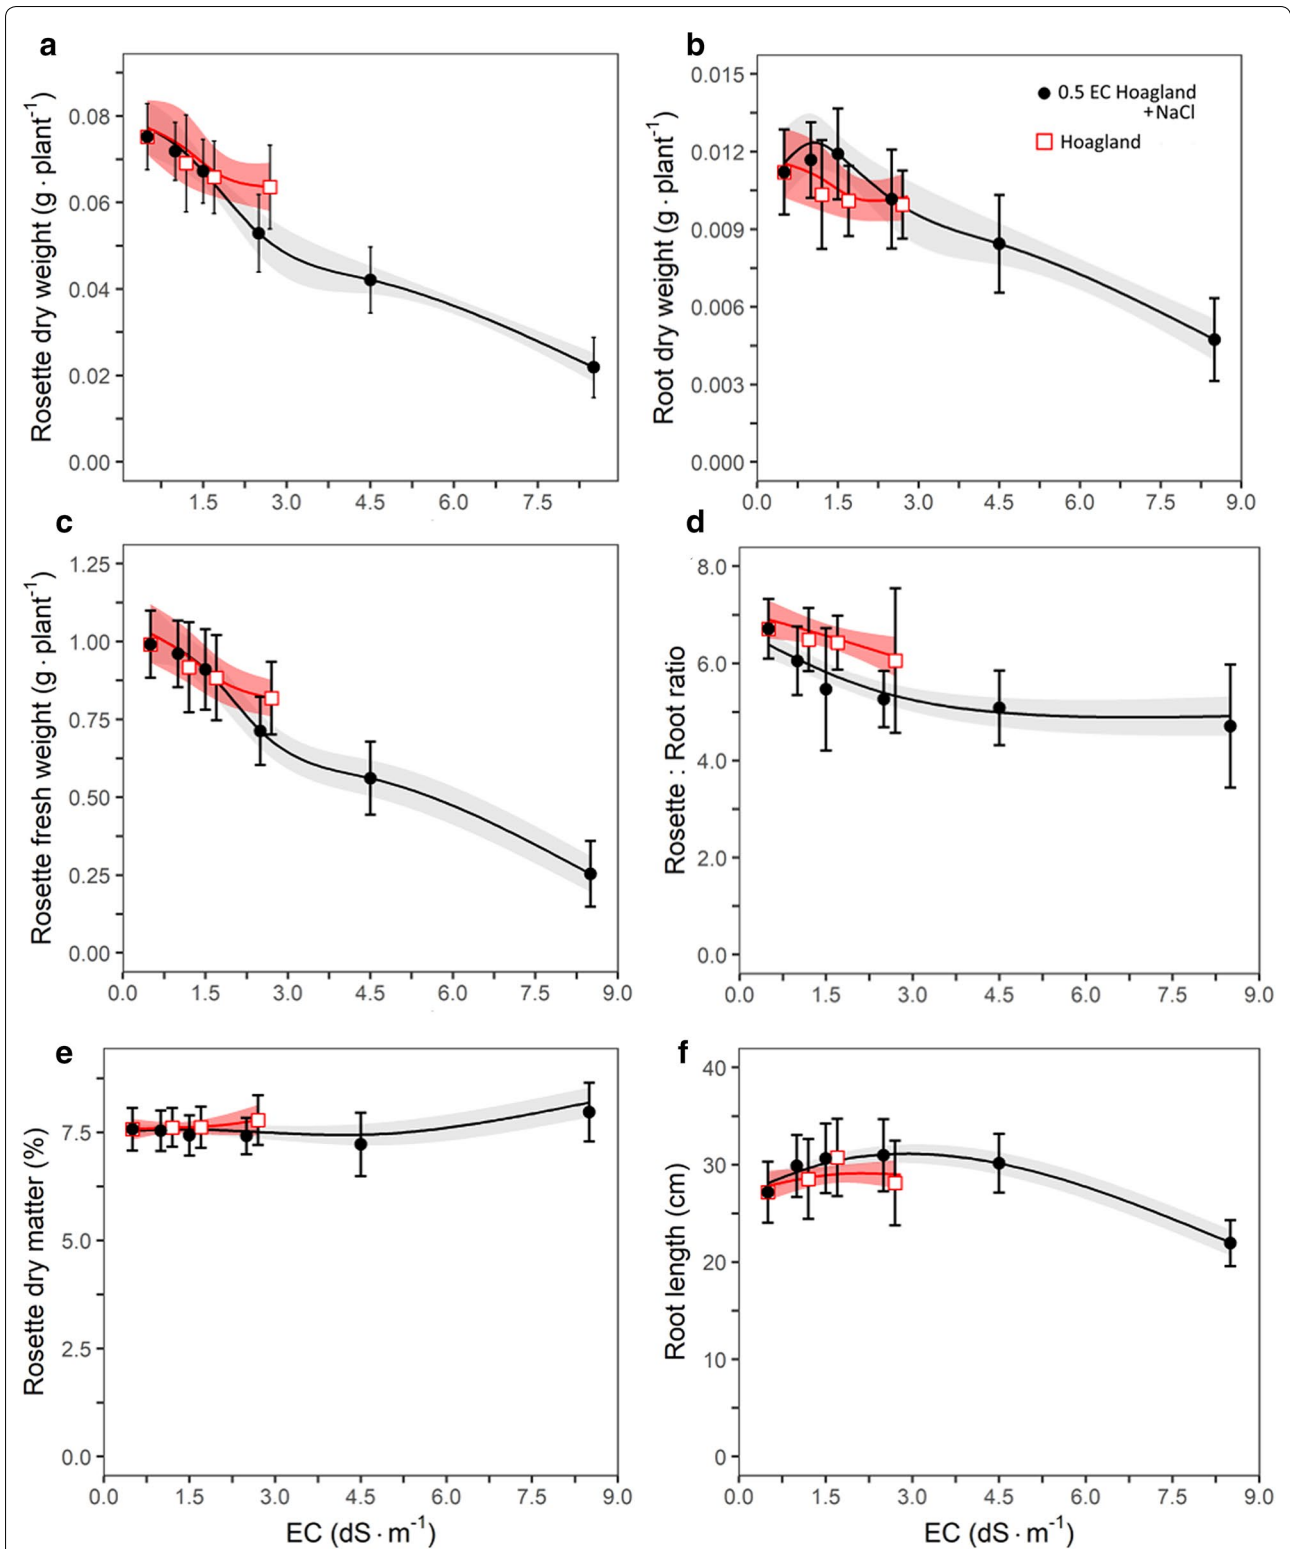 a
Rosette dry weight (g · plant⁻¹)
0.08
0.06
0.04
0.02
0.00
1.5 3.0 4.5 6.0 7.5
b
Root dry weight (g · plant⁻¹)
0.015
0.012
0.009
0.006
0.003
0.000
0.0 1.5 3.0 4.5 6.0 7.5 9.0
0.5 EC Hoagland
+NaCl
Hoagland
c
Rosette fresh weight (g · plant⁻¹)
1.25
1.00
0.75
0.50
0.25
0.00
0.0 1.5 3.0 4.5 6.0 7.5 9.0
d
Rosette : Root ratio
8.0
6.0
4.0
2.0
0.0
0.0 1.5 3.0 4.5 6.0 7.5 9.0
e
Rosette dry matter (%)
7.5
5.0
2.5
0.0
0.0 1.5 3.0 4.5 6.0 7.5 9.0
EC (dS · m⁻¹)
f
Root length (cm)
40
30
20
10
0
0.0 1.5 3.0 4.5 6.0 7.5 9.0
EC (dS · m⁻¹)